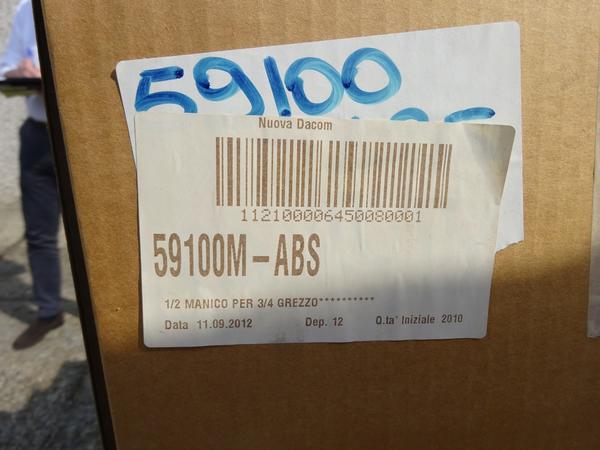 59100
Nuova Dacom
112100006450080001
59100M-ABS
1/2 MANICO PER 3/4 GREZZO**********
Data 11.09.2012 Dep. 12 Q.ta' Iniziale 2010